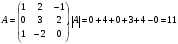 A = ( 1 2 -1
0 3 2
1 -2 0 ), |A| = 0+4+0+3+4-0 = 11